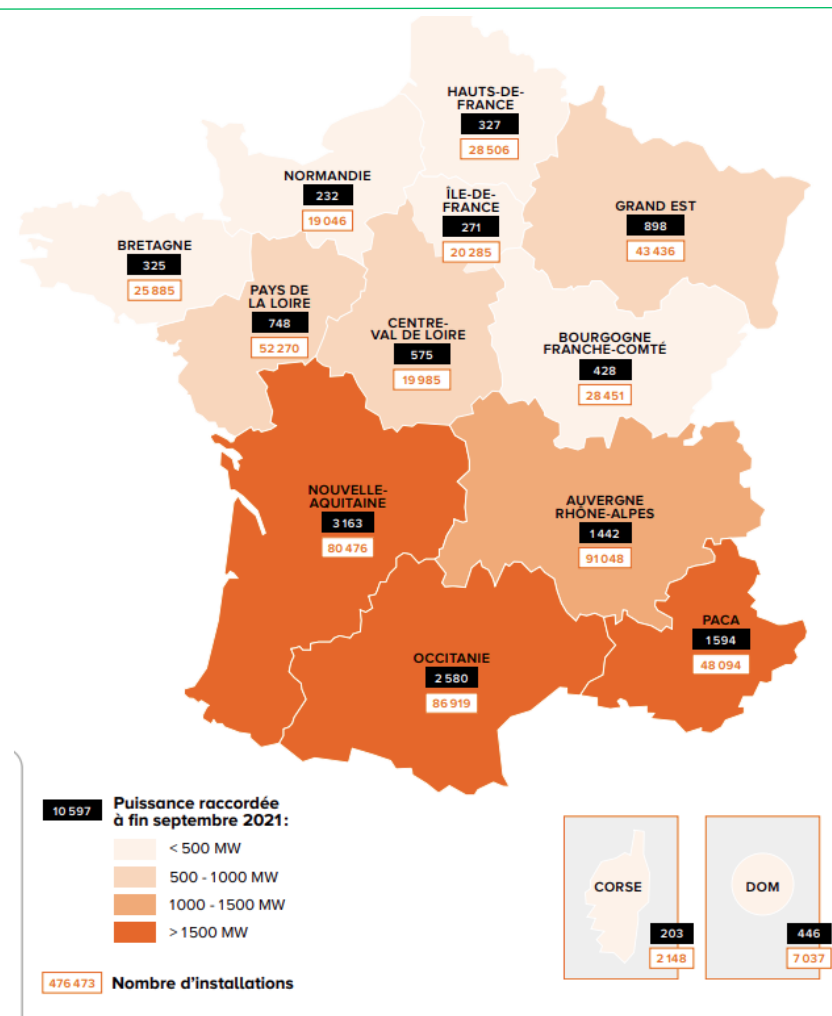 HAUTS-DE-
FRANCE
327
28 506
NORMANDIE
232
19 046
ÎLE-DE-
FRANCE
271
20 285
GRAND EST
898
43 436
BRETAGNE
325
25 885
PAYS DE
LA LOIRE
748
52 270
CENTRE-
VAL DE LOIRE
575
19 985
BOURGOGNE
FRANCHE-COMTÉ
428
28 451
NOUVELLE-
AQUITAINE
3 163
80 476
AUVERGNE
RHÔNE-ALPES
1 442
91 048
PACA
1 594
48 094
OCCITANIE
2 580
86 919
10 597
Puissance raccordée
à fin septembre 2021:
< 500 MW
500 - 1000 MW
1000 - 1500 MW
> 1500 MW
476 473 Nombre d'installations
CORSE
203
2 148
DOM
446
7 037